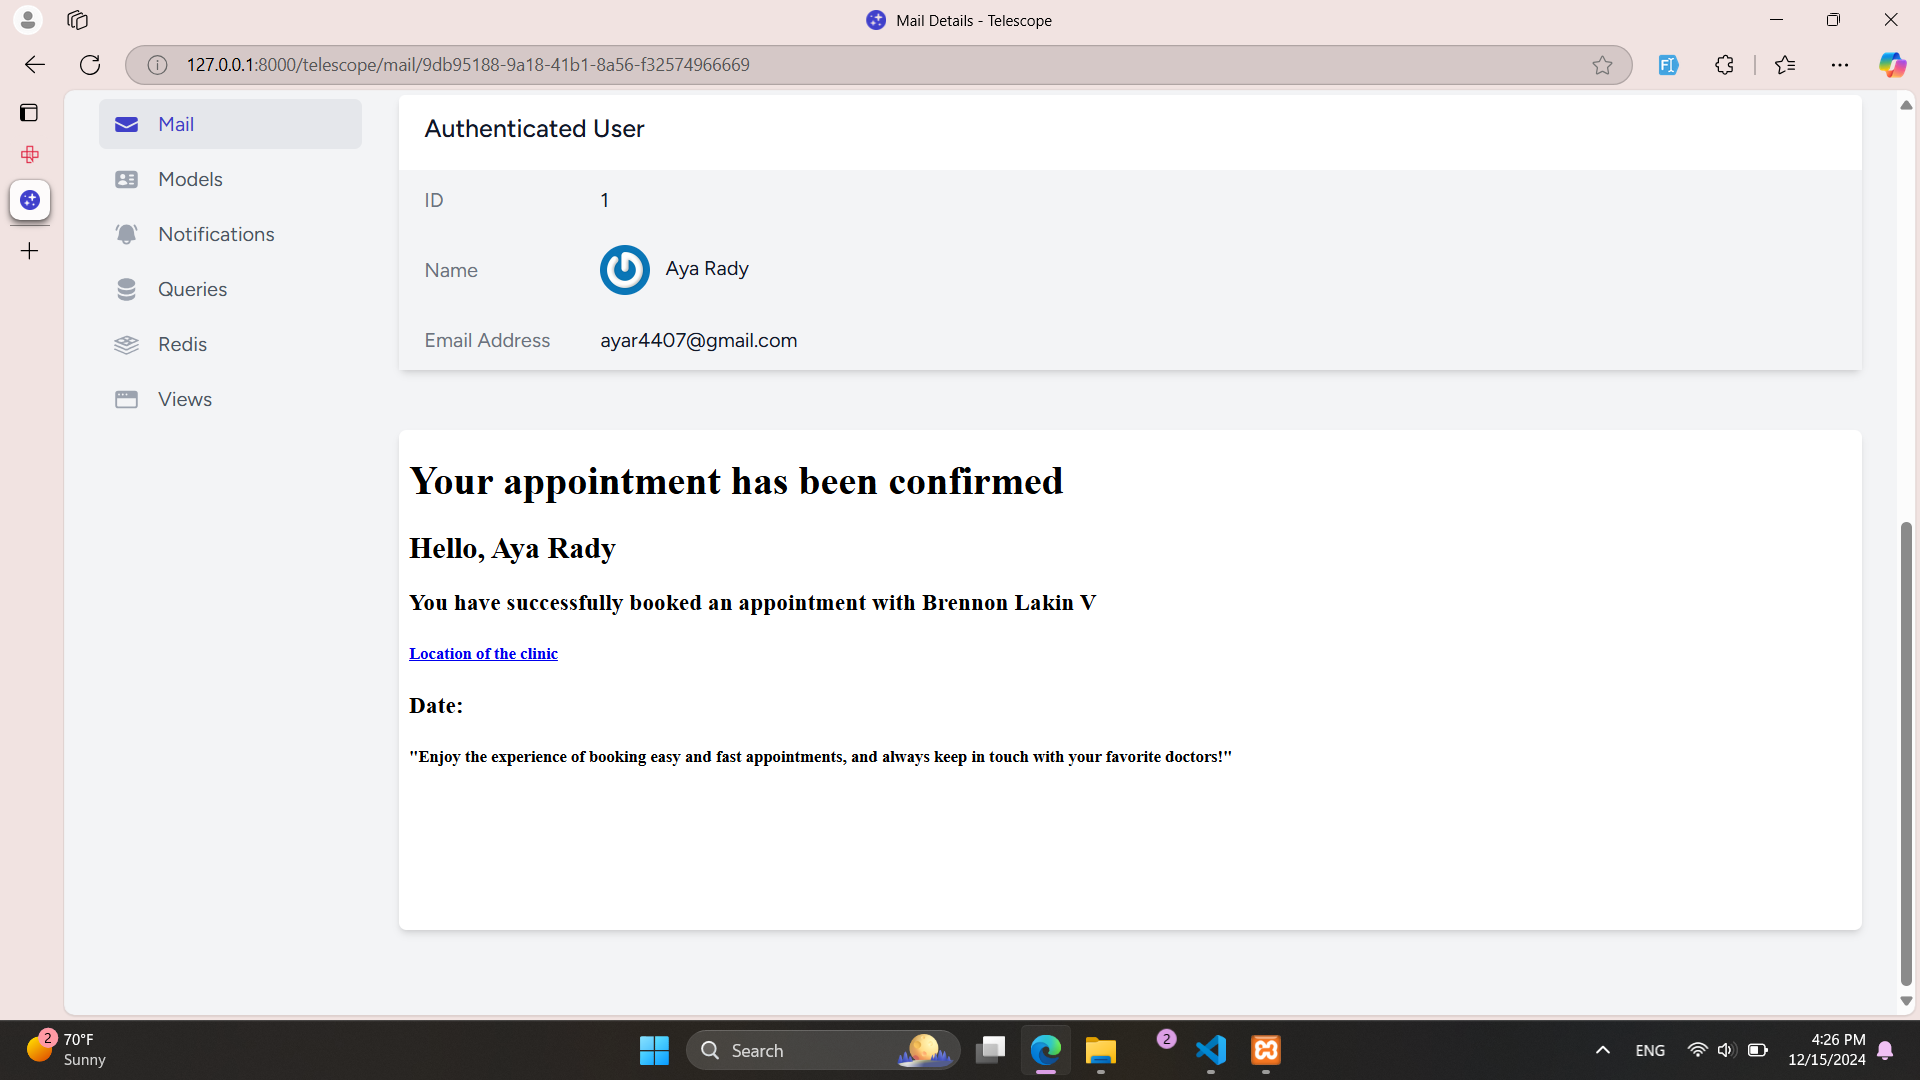 Mail Details - Telescope
127.0.0.1:8000/telescope/mail/9db95188-9a18-41b1-8a56-f32574966669
Mail
Models
Notifications
Queries
Redis
Views
Authenticated User
ID 1
Name Aya Rady
Email Address ayar4407@gmail.com
Your appointment has been confirmed
Hello, Aya Rady
You have successfully booked an appointment with Brennon Lakin V
Location of the clinic
Date:
"Enjoy the experience of booking easy and fast appointments, and always keep in touch with your favorite doctors!"
2
70°F
Sunny
Search
2
ENG
4:26 PM
12/15/2024